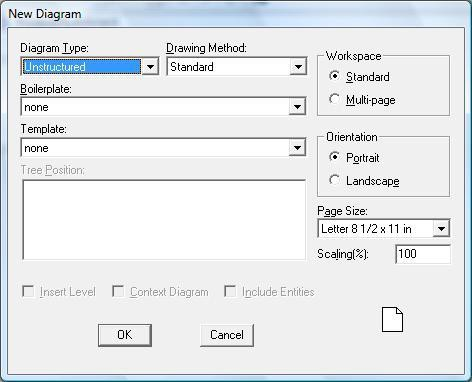 New Diagram
Diagram Type:
Unstructured
Drawing Method:
Standard
Boilerplate:
none
Template:
none
Tree Position:
Insert Level
Context Diagram
Include Entities
OK
Cancel
Workspace
Standard
Multi-page
Orientation
Portrait
Landscape
Page Size:
Letter 8 1/2 x 11 in
Scaling(%):
100